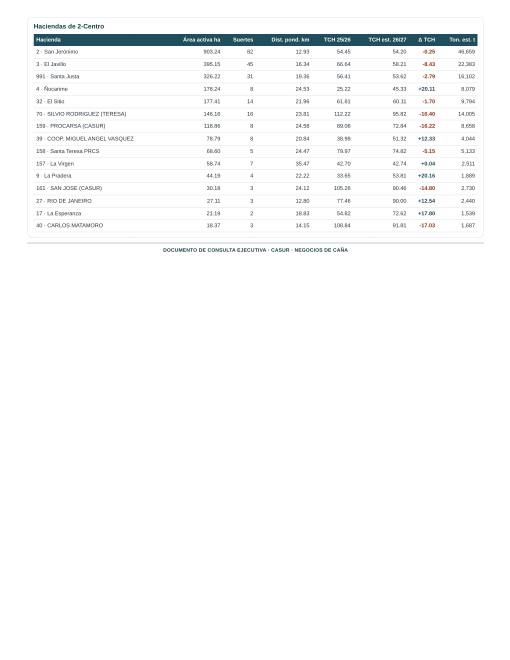 Haciendas de 2-Centro
Hacienda Área activa ha Suertes Dist. pond. km TCH 25/26 TCH est. 26/27 Δ TCH Ton. est. t
2 · San Jeronimo 903.24 62 12.93 54.45 54.20 -0.25 46,659
3 · El Javillo 395.15 45 16.34 66.64 58.21 -8.43 22,383
991 · Santa Justa 326.22 31 19.36 56.41 53.62 -2.79 16,102
4 · Ñocarime 176.24 8 24.53 25.22 45.33 +20.11 8,073
32 · El Sitio 177.41 14 21.96 61.81 60.11 -1.70 9,794
70 · SILVIO RODRIGUEZ (TERESA) 146.16 16 23.81 112.22 95.82 -16.40 14,005
159 · PROCARSA (CASUR) 118.86 8 24.58 89.06 72.84 -16.22 8,658
39 · COOP. MIGUEL ANGEL VASQUEZ 78.79 8 20.84 38.99 51.32 +12.33 4,044
158 · Santa Teresa PRCS 68.60 5 24.47 79.97 74.82 -5.15 5,133
157 · La Virgen 58.74 7 35.47 42.70 42.74 +0.04 2,511
9 · La Pradera 44.19 4 22.22 33.65 53.81 +20.16 1,889
161 · SAN JOSE (CASUR) 30.18 3 24.12 105.26 90.46 -14.80 2,730
27 · RIO DE JANEIRO 27.11 3 12.80 77.46 90.00 +12.54 2,440
17 · La Esperanza 21.19 2 18.83 54.82 72.62 +17.80 1,539
40 · CARLOS MATAMORO 18.37 3 14.15 108.84 91.81 -17.03 1,687
DOCUMENTO DE CONSULTA EJECUTIVA · CASUR · NEGOCIOS DE CAÑA